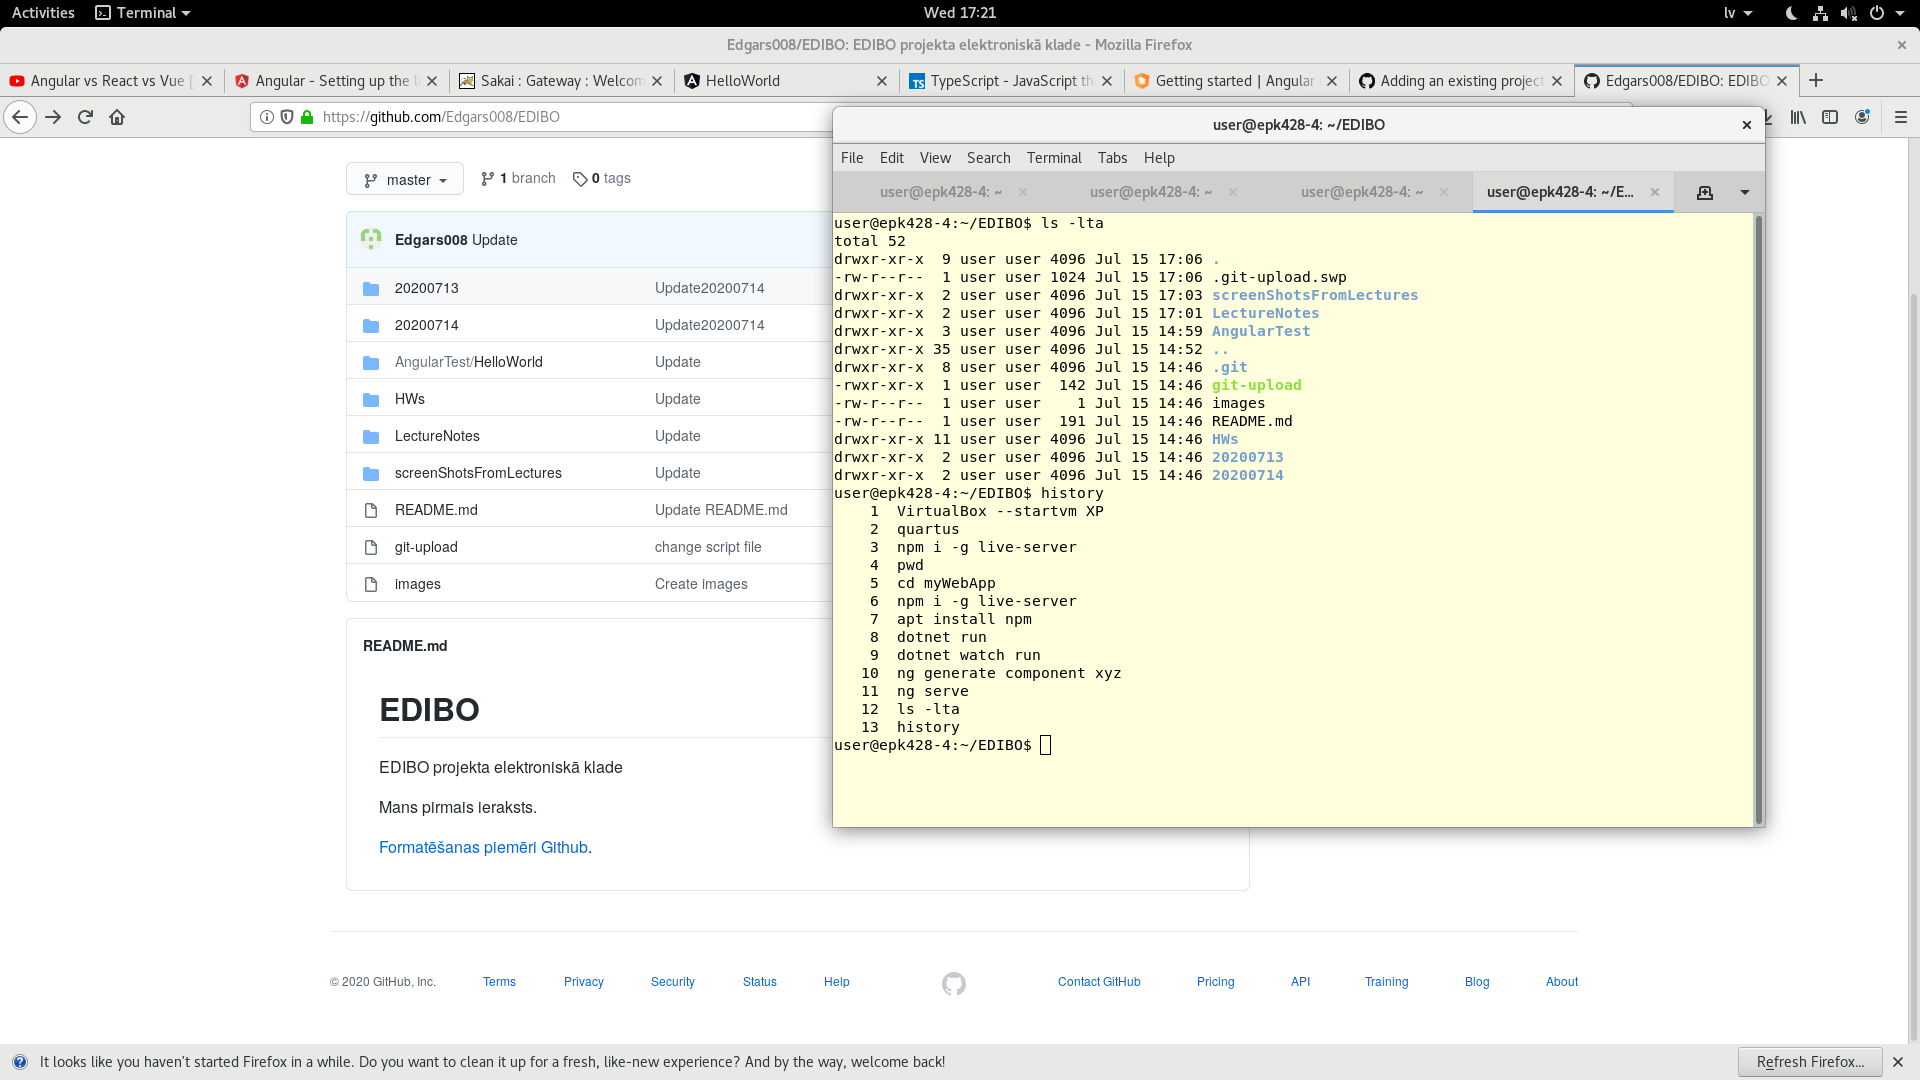 Activities Terminal Wed 17:21 lv
Edgars008/EDIBO: EDIBO projekta elektroniskā klade - Mozilla Firefox
Angular vs React vs Vue [ Angular - Setting up the l Sakai : Gateway : Welcom HelloWorld TypeScript - JavaScript th Getting started | Angular Adding an existing project Edgars008/EDIBO: EDIBO
https://github.com/Edgars008/EDIBO
master 1 branch 0 tags
Edgars008 Update
20200713 Update20200714
20200714 Update20200714
AngularTest/HelloWorld Update
HWs Update
LectureNotes Update
screenShotsFromLectures Update
README.md Update README.md
git-upload change script file
images Create images
README.md
EDIBO
EDIBO projekta elektroniskā klade
Mans pirmais ieraksts.
Formatēšanas piemēri Github.
user@epk428-4: ~/EDIBO
File Edit View Search Terminal Tabs Help
user@epk428-4: ~ user@epk428-4: ~ user@epk428-4: ~ user@epk428-4: ~/E...
user@epk428-4:~/EDIBO$ ls -lta
total 52
drwxr-xr-x  9 user user 4096 Jul 15 17:06 .
-rw-r--r--  1 user user 1024 Jul 15 17:06 .git-upload.swp
drwxr-xr-x  2 user user 4096 Jul 15 17:03 screenShotsFromLectures
drwxr-xr-x  2 user user 4096 Jul 15 17:01 LectureNotes
drwxr-xr-x  3 user user 4096 Jul 15 14:59 AngularTest
drwxr-xr-x 35 user user 4096 Jul 15 14:52 ..
drwxr-xr-x  8 user user 4096 Jul 15 14:46 .git
-rwxr-xr-x  1 user user  142 Jul 15 14:46 git-upload
-rw-r--r--  1 user user    1 Jul 15 14:46 images
-rw-r--r--  1 user user  191 Jul 15 14:46 README.md
drwxr-xr-x 11 user user 4096 Jul 15 14:46 HWs
drwxr-xr-x  2 user user 4096 Jul 15 14:46 20200713
drwxr-xr-x  2 user user 4096 Jul 15 14:46 20200714
user@epk428-4:~/EDIBO$ history
1  VirtualBox --startvm XP
2  quartus
3  npm i -g live-server
4  pwd
5  cd myWebApp
6  npm i -g live-server
7  apt install npm
8  dotnet run
9  dotnet watch run
10  ng generate component xyz
11  ng serve
12  ls -lta
13  history
user@epk428-4:~/EDIBO$
© 2020 GitHub, Inc. Terms Privacy Security Status Help Contact GitHub Pricing API Training Blog About
It looks like you haven't started Firefox in a while. Do you want to clean it up for a fresh, like-new experience? And by the way, welcome back! Refresh Firefox...